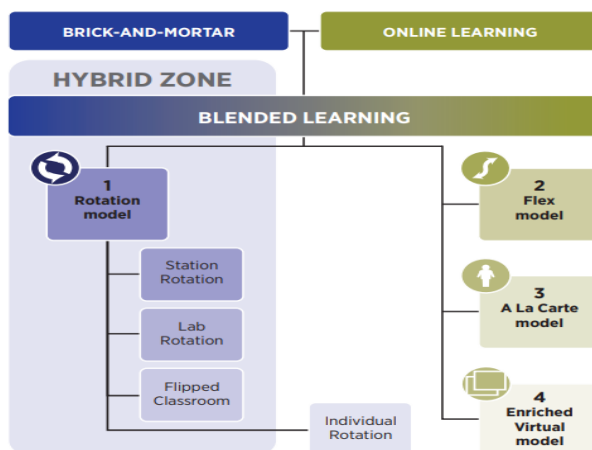 BRICK-AND-MORTAR
ONLINE LEARNING
HYBRID ZONE
BLENDED LEARNING
1
Rotation
model
Station
Rotation
Lab
Rotation
Flipped
Classroom
Individual
Rotation
2
Flex
model
3
A La Carte
model
4
Enriched
Virtual
model